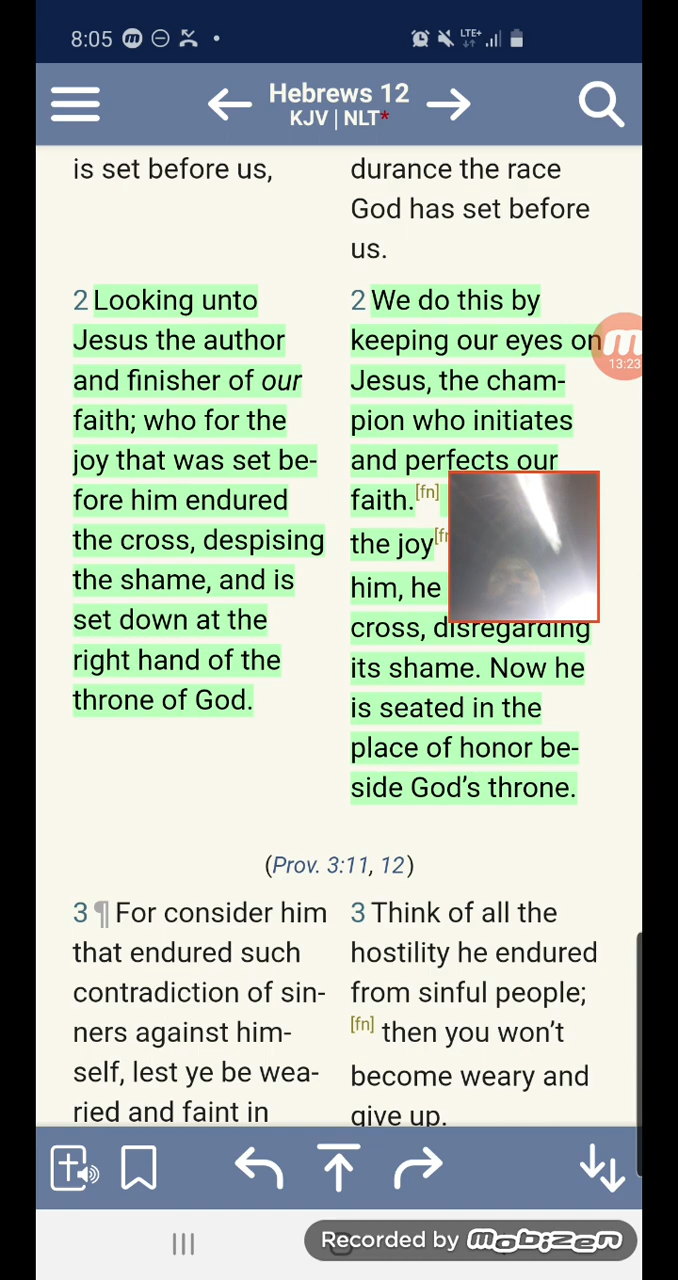 8:05
LTE+
Hebrews 12
KJV | NLT*
is set before us,
2 Looking unto
Jesus the author
and finisher of our
faith; who for the
joy that was set be-
fore him endured
the cross, despising
the shame, and is
set down at the
right hand of the
throne of God.
durance the race
God has set before
us.
2 We do this by
keeping our eyes on
Jesus, the cham-
pion who initiates
and perfects our
faith.[fn]
the joy
him, he
cross, disregarding
its shame. Now he
is seated in the
place of honor be-
side God's throne.
13:23
(Prov. 3:11, 12)
3 ¶ For consider him
that endured such
contradiction of sin-
ners against him-
self, lest ye be wea-
ried and faint in
3 Think of all the
hostility he endured
from sinful people;
[fn] then you won't
become weary and
give up.
Recorded by mobizen